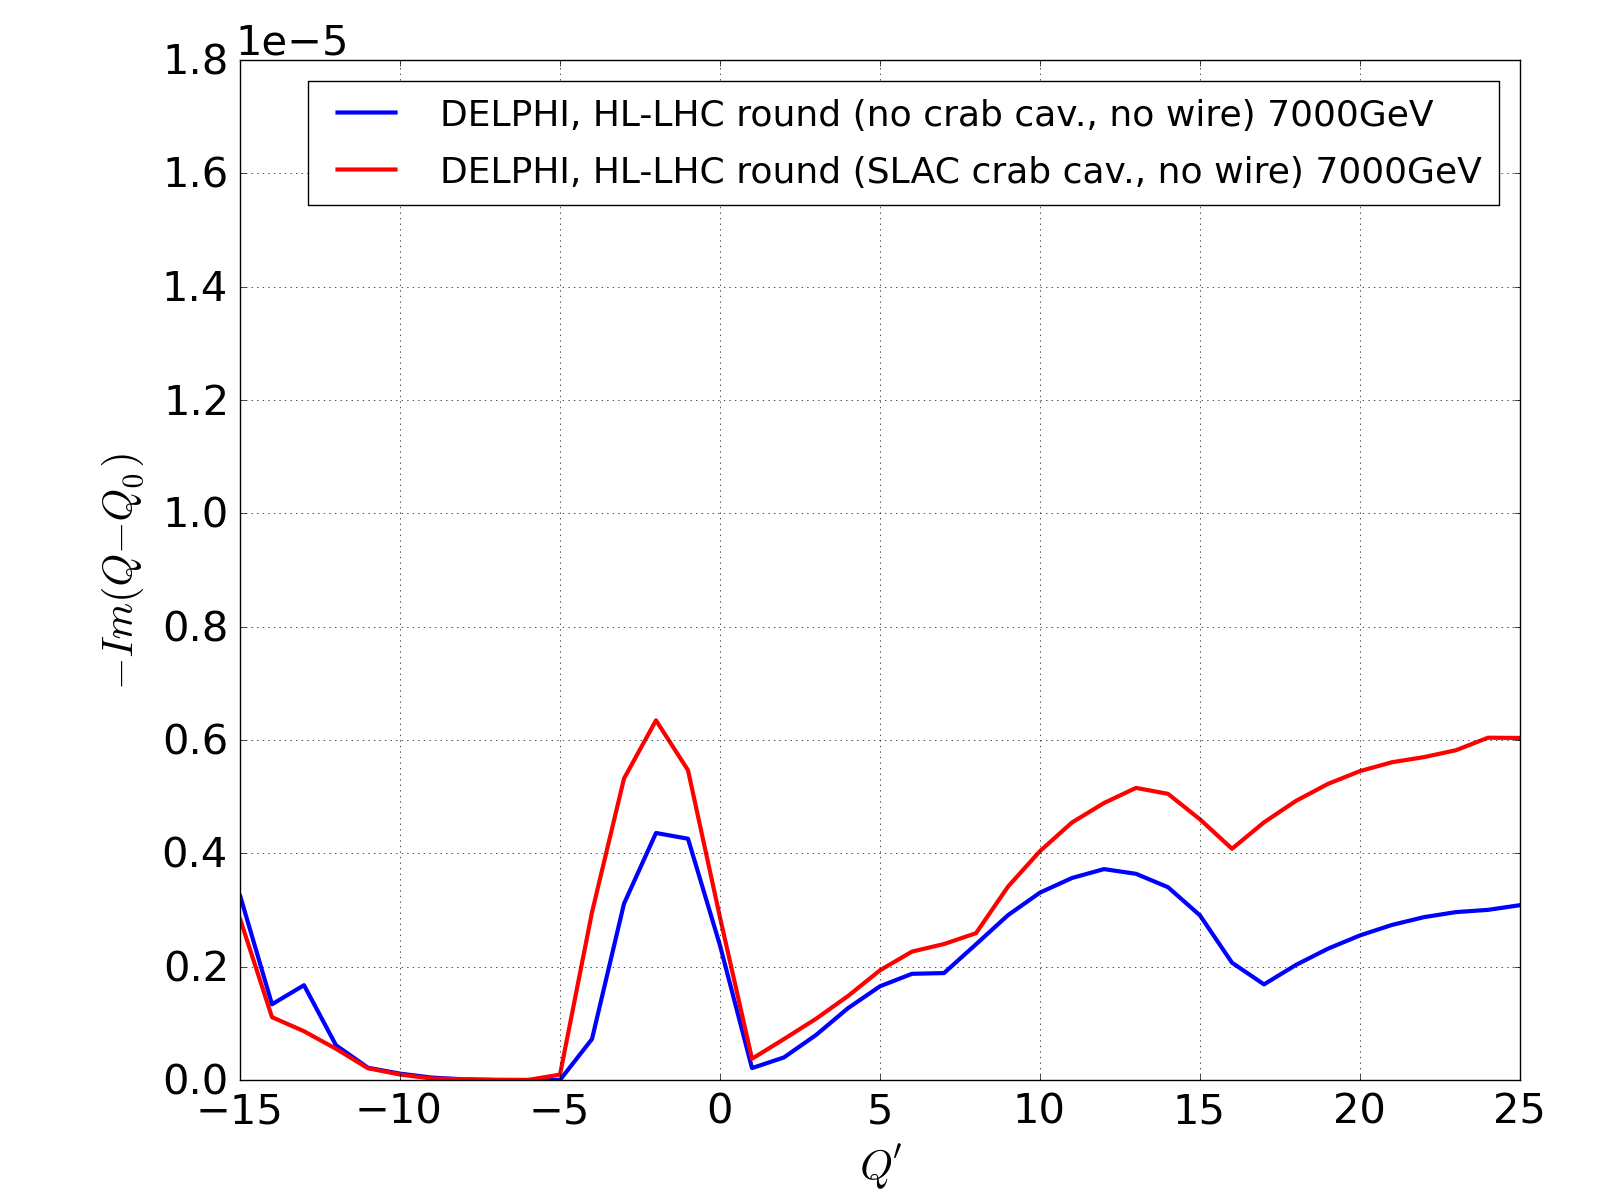 1e−5
1.8
1.6
1.4
1.2
1.0
0.8
0.6
0.4
0.2
0.0
DELPHI, HL-LHC round (no crab cav., no wire) 7000GeV
DELPHI, HL-LHC round (SLAC crab cav., no wire) 7000GeV
−Im(Q−Q₀)
−15 −10 −5 0 5 10 15 20 25
Q′